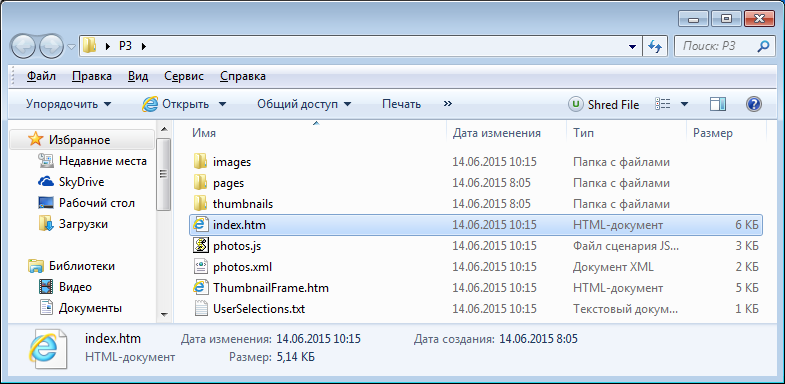 P3
Поиск: P3
Файл Правка Вид Сервис Справка
Упорядочить Открыть Общий доступ Печать » Shred File
Избранное
Недавние места
SkyDrive
Рабочий стол
Загрузки
Библиотеки
Видео
Документы
Имя Дата изменения Тип Размер
images 14.06.2015 10:15 Папка с файлами
pages 14.06.2015 8:05 Папка с файлами
thumbnails 14.06.2015 8:05 Папка с файлами
index.htm 14.06.2015 10:15 HTML-документ 6 КБ
photos.js 14.06.2015 10:15 Файл сценария JS... 3 КБ
photos.xml 14.06.2015 10:15 Документ XML 2 КБ
ThumbnailFrame.htm 14.06.2015 10:15 HTML-документ 5 КБ
UserSelections.txt 14.06.2015 10:15 Текстовый докум... 1 КБ
index.htm Дата изменения: 14.06.2015 10:15 Дата создания: 14.06.2015 8:05
HTML-документ Размер: 5,14 КБ